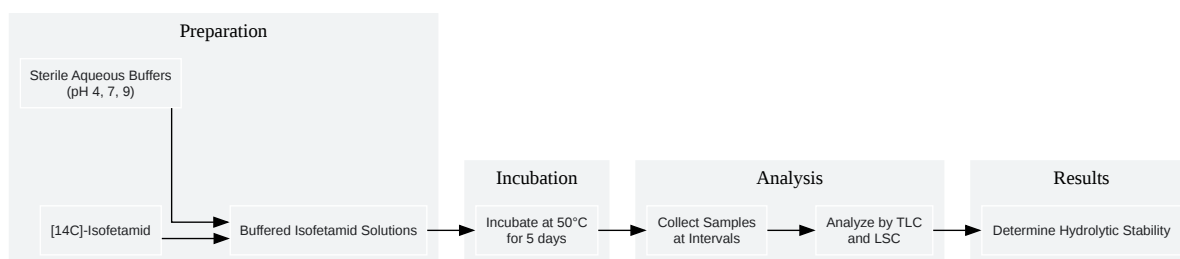 Preparation
Sterile Aqueous Buffers
(pH 4, 7, 9)
[14C]-Isofetamid
Buffered Isofetamid Solutions
Incubation
Incubate at 50°C
for 5 days
Analysis
Collect Samples
at Intervals
Analyze by TLC
and LSC
Results
Determine Hydrolytic Stability